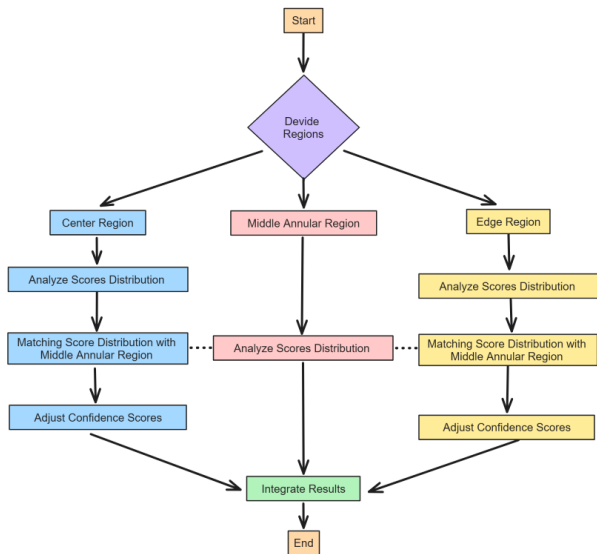 Start
Devide
Regions
Center Region
Middle Annular Region
Edge Region
Analyze Scores Distribution
Analyze Scores Distribution
Matching Score Distribution with
Middle Annular Region
Analyze Scores Distribution
Matching Score Distribution with
Middle Annular Region
Adjust Confidence Scores
Adjust Confidence Scores
Integrate Results
End